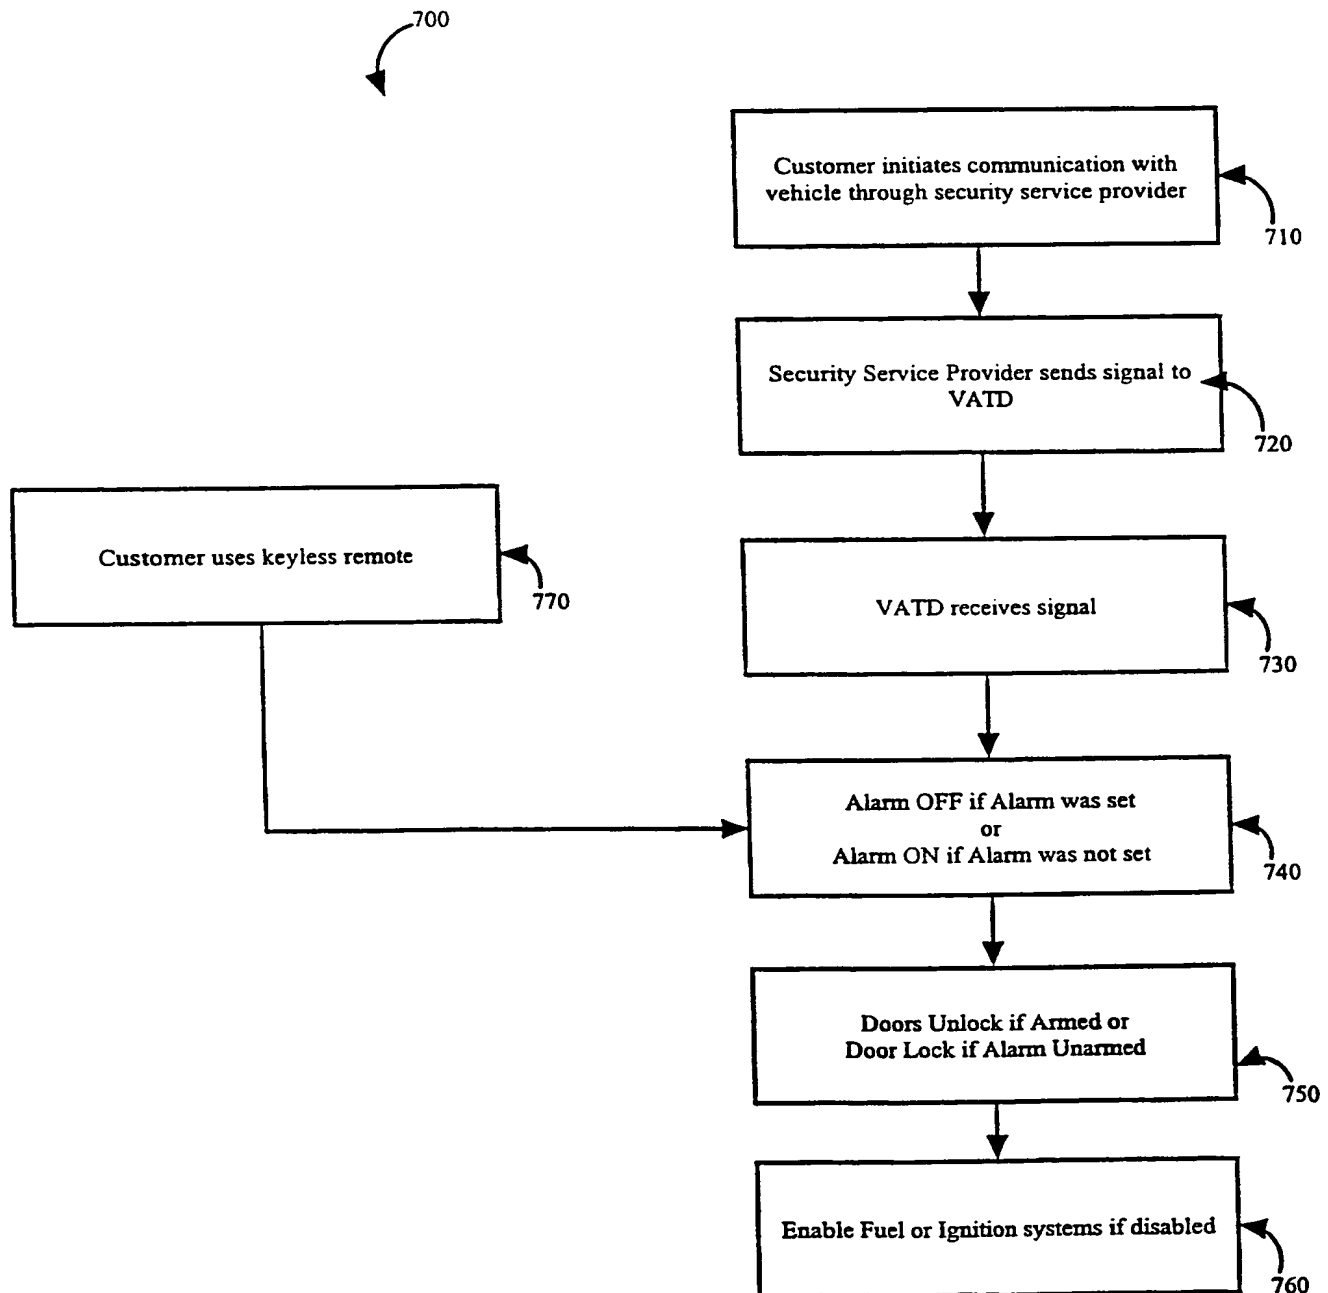 700
Customer initiates communication with
vehicle through security service provider
710
Security Service Provider sends signal to
VATD
720
Customer uses keyless remote
770
VATD receives signal
730
Alarm OFF if Alarm was set
or
Alarm ON if Alarm was not set
740
Doors Unlock if Armed or
Door Lock if Alarm Unarmed
750
Enable Fuel or Ignition systems if disabled
760